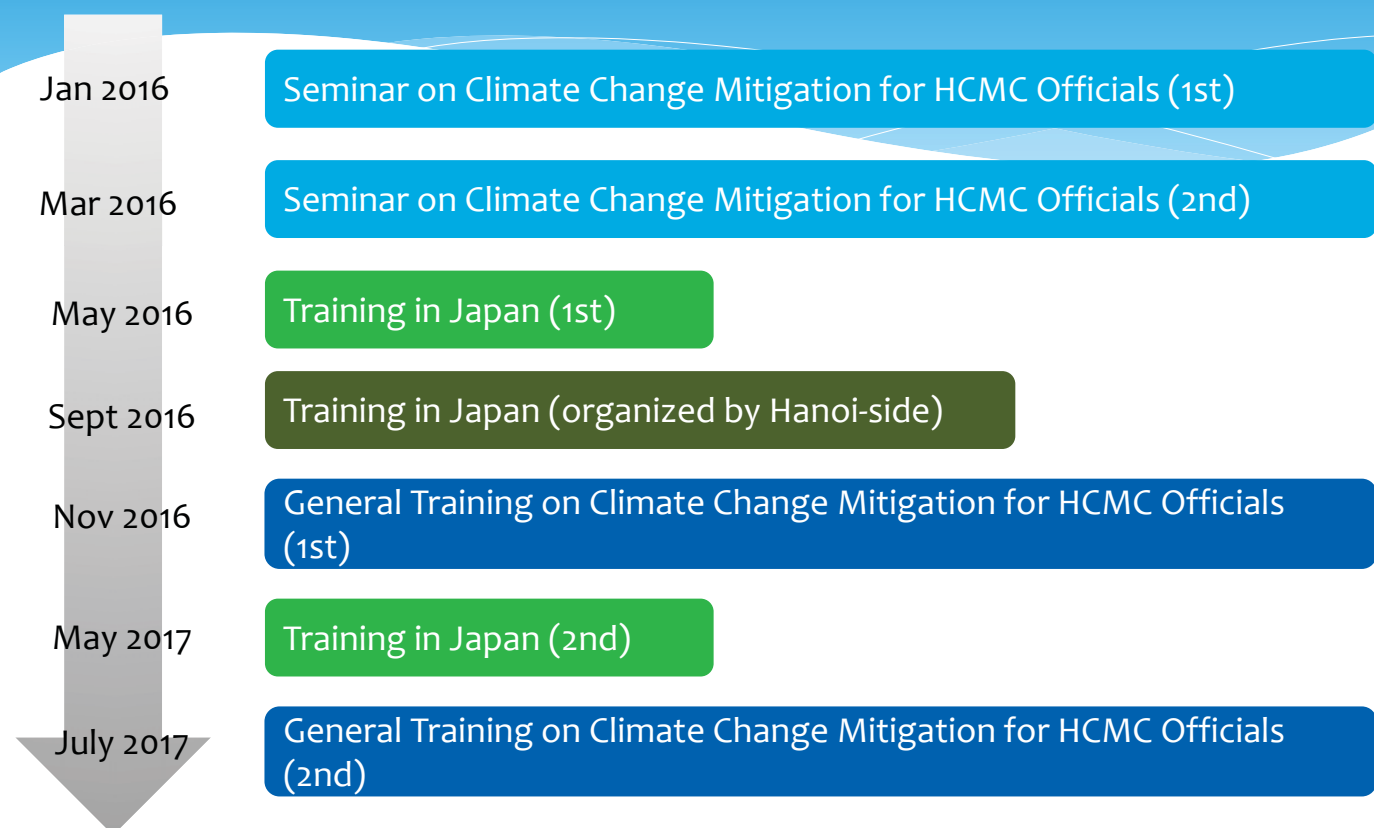 Jan 2016
Seminar on Climate Change Mitigation for HCMC Officials (1st)
Mar 2016
Seminar on Climate Change Mitigation for HCMC Officials (2nd)
May 2016
Training in Japan (1st)
Sept 2016
Training in Japan (organized by Hanoi-side)
Nov 2016
General Training on Climate Change Mitigation for HCMC Officials
(1st)
May 2017
Training in Japan (2nd)
July 2017
General Training on Climate Change Mitigation for HCMC Officials
(2nd)